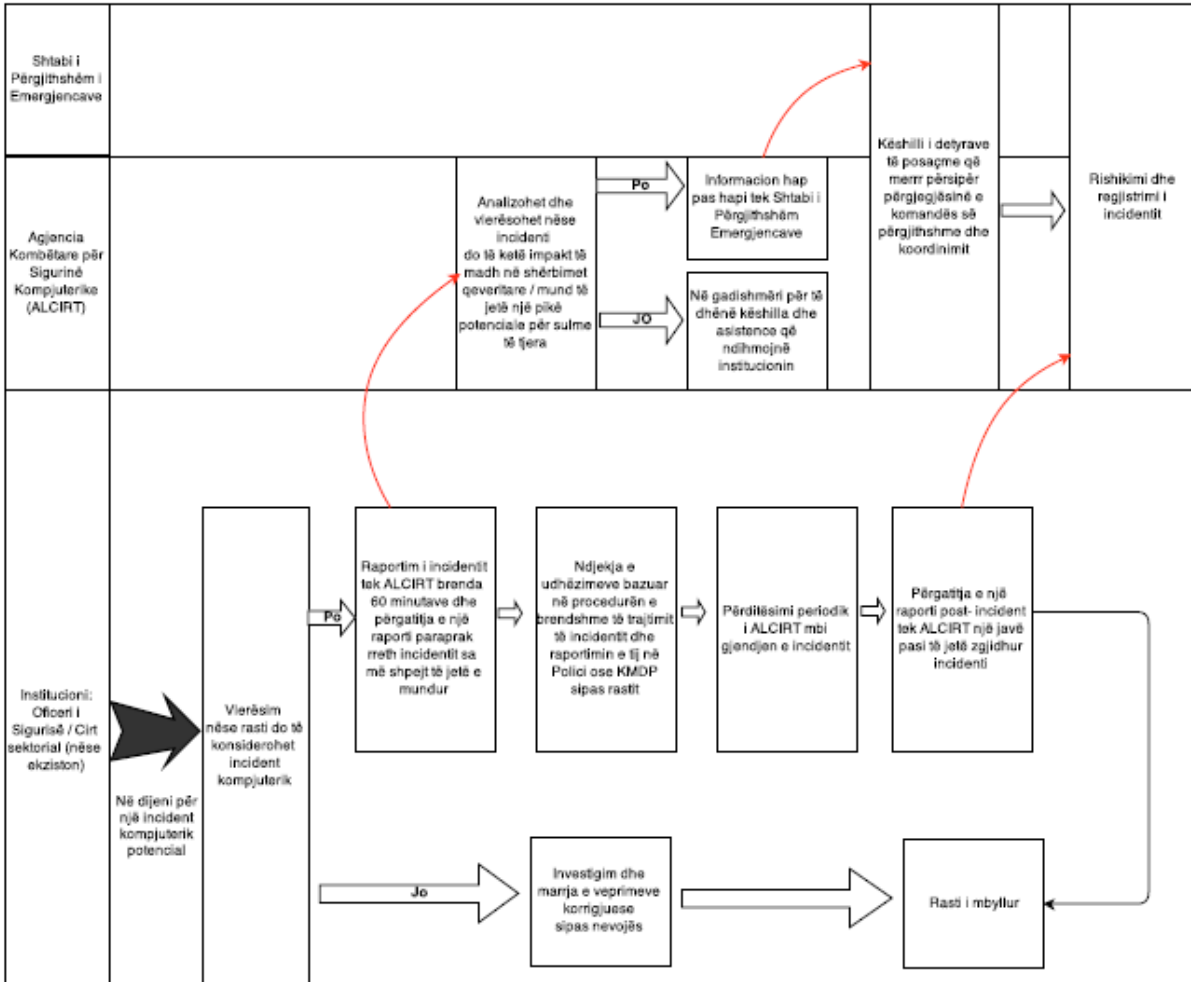 Shtabi i
Përgjithshëm i
Emergjencave
Agjencia
Kombëtare për
Sigurinë
Kompjuterike
(ALCIRT)
Analizohet dhe
vlerësohet nëse
incidenti
do të ketë impakt të
madh në shërbimet
qeveritare / mund të
jetë një pikë
potenciale për sulme
të tjera
Po
Informacion hap
pas hapi tek Shtabi i
Përgjithshëm
Emergjencave
JO
Në gadishmëri për të
dhënë këshilla dhe
asistence që
ndihmojnë
institucionin
Këshilli i detyrave
të posaçme që
merrr përsipër
përgjegjësinë e
komandës së
përgjithshme dhe
koordinimit
Rishikimi dhe
regjistrimi i
incidentit
Institucioni:
Oficeri i
Sigurisë / Cirt
sektorial (nëse
ekziston)
Në dijeni për
një incident
kompjuterik
potencial
Vlerësim
nëse rasti do të
konsiderohet
incident
kompjuterik
Po
Raportim i incidentit
tek ALCIRT brenda
60 minutave dhe
përgatitja e një
raporti paraprak
rreth incidentit sa
më shpejt të jetë e
mundur
Ndjekja e
udhëzimeve bazuar
në procedurën e
brendshme të trajtimit
të incidentit dhe
raportimin e tij në
Polici ose KMDP
sipas rastit
Përditësimi periodik
i ALCIRT mbi
gjendjen e incidentit
Përgatitja e një
raporti post- incident
tek ALCIRT një javë
pasi të jetë zgjidhur
incidenti
Jo
Investigim dhe
marrja e veprimeve
korrigjuese
sipas nevojës
Rasti i mbyllur